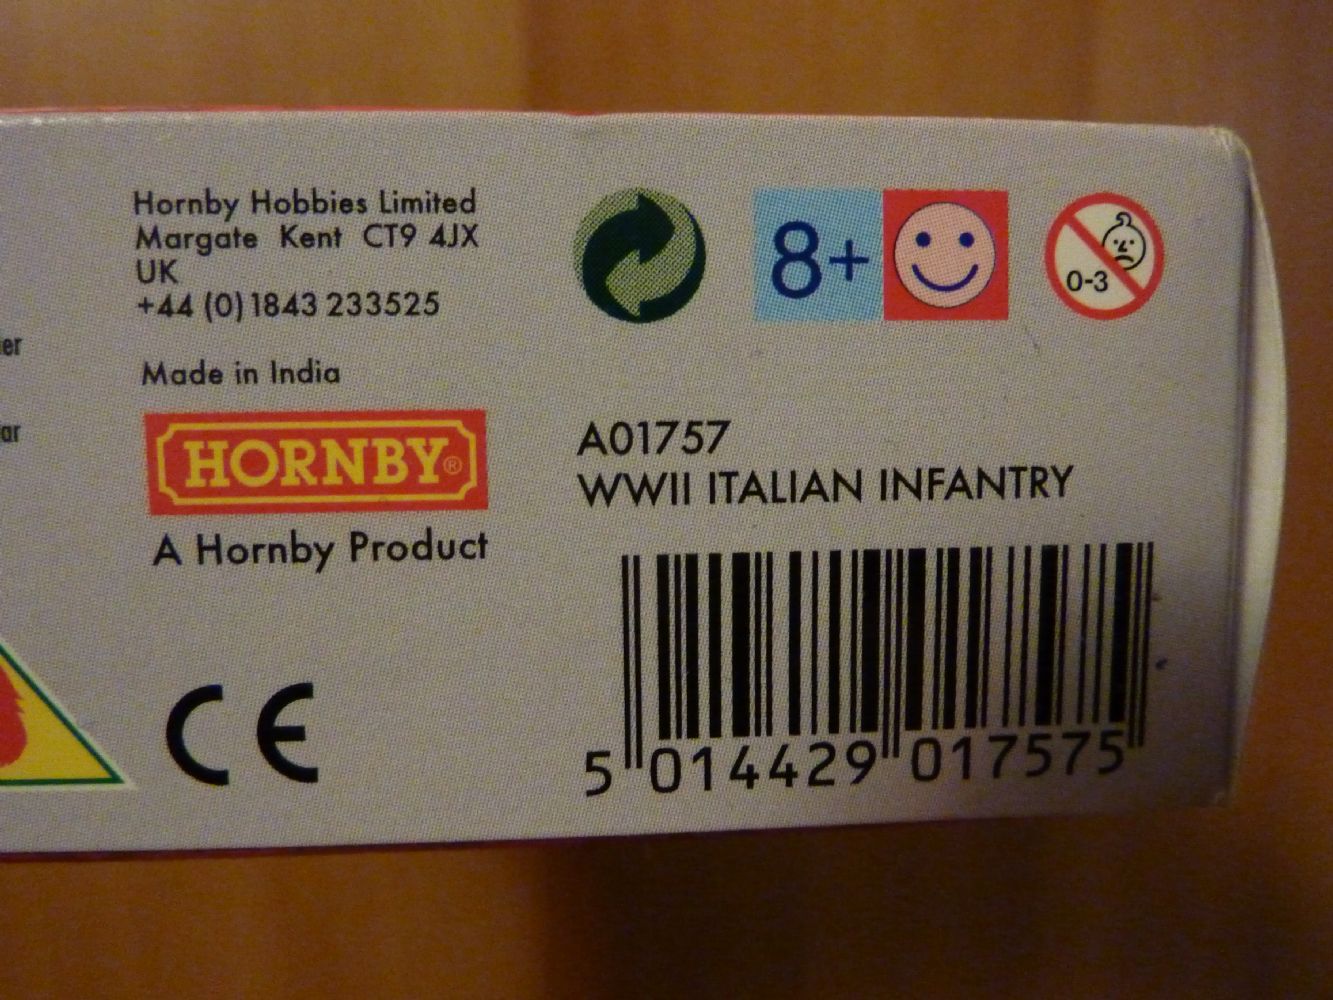 Hornby Hobbies Limited
Margate Kent CT9 4JX
UK
+44 (0) 1843 233525
Made in India
HORNBY®
A Hornby Product
CE
8+
0-3
A01757
WWII ITALIAN INFANTRY
5 014429 017575